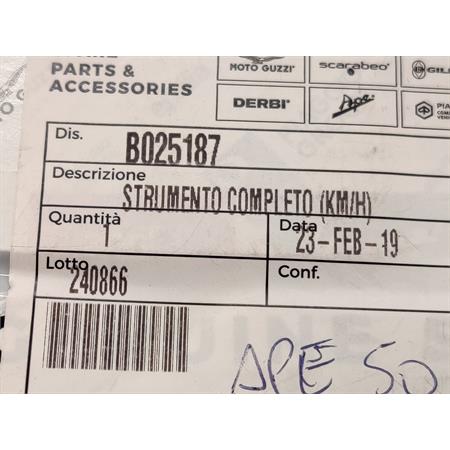 PARTS &
ACCESSORIES
MOTO GUZZI
scarabeo
DERBI
Ape
Dis.
B025187
Descrizione
STRUMENTO COMPLETO (KM/H)
Quantità
1
Data
23-FEB-19
Lotto
240866
Conf.
APE 50